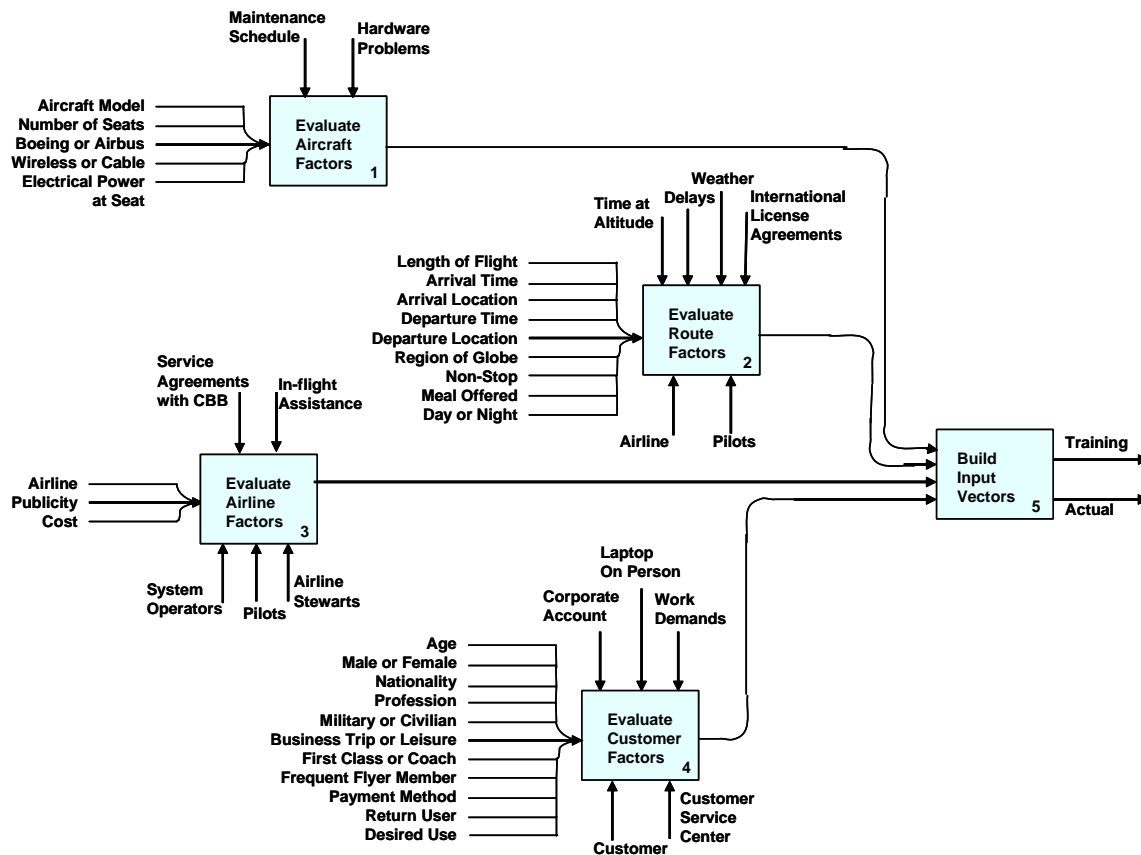 Maintenance
Schedule
Hardware
Problems
Aircraft Model
Number of Seats
Boeing or Airbus
Wireless or Cable
Electrical Power
at Seat
Evaluate
Aircraft
Factors
1
Time at
Altitude
Delays
Weather
International
License
Agreements
Length of Flight
Arrival Time
Arrival Location
Departure Time
Departure Location
Region of Globe
Non-Stop
Meal Offered
Day or Night
Evaluate
Route
Factors
2
Airline
Pilots
Service
Agreements
with CBB
In-flight
Assistance
Airline
Publicity
Cost
Evaluate
Airline
Factors
3
System
Operators
Pilots
Airline
Stewarts
Build
Input
Vectors
5
Training
Actual
Corporate
Account
Laptop
On Person
Work
Demands
Age
Male or Female
Nationality
Profession
Military or Civilian
Business Trip or Leisure
First Class or Coach
Frequent Flyer Member
Payment Method
Return User
Desired Use
Evaluate
Customer
Factors
4
Customer
Customer
Service
Center